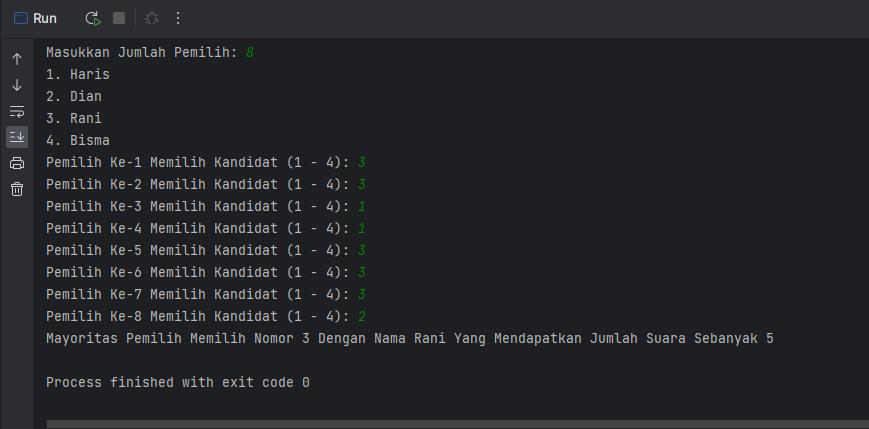 Run
Masukkan Jumlah Pemilih: 8
1. Haris
2. Dian
3. Rani
4. Bisma
Pemilih Ke-1 Memilih Kandidat (1 - 4): 3
Pemilih Ke-2 Memilih Kandidat (1 - 4): 3
Pemilih Ke-3 Memilih Kandidat (1 - 4): 1
Pemilih Ke-4 Memilih Kandidat (1 - 4): 1
Pemilih Ke-5 Memilih Kandidat (1 - 4): 3
Pemilih Ke-6 Memilih Kandidat (1 - 4): 3
Pemilih Ke-7 Memilih Kandidat (1 - 4): 3
Pemilih Ke-8 Memilih Kandidat (1 - 4): 2
Mayoritas Pemilih Memilih Nomor 3 Dengan Nama Rani Yang Mendapatkan Jumlah Suara Sebanyak 5
Process finished with exit code 0